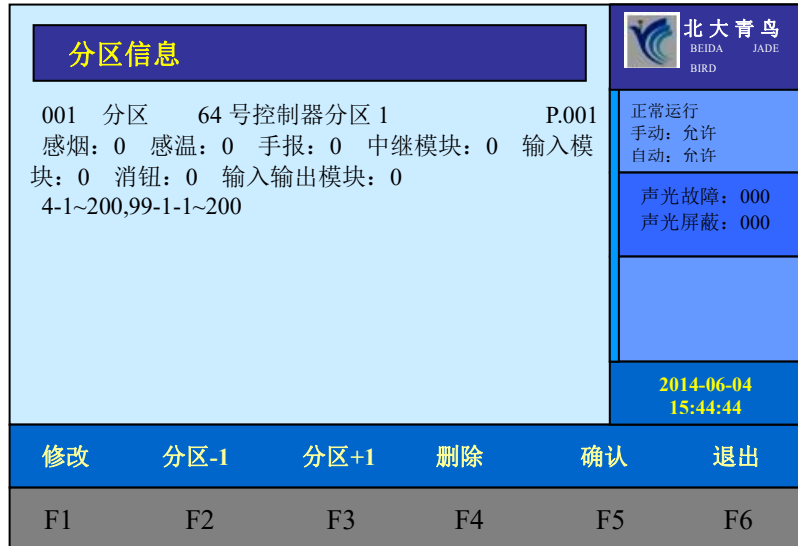 分区信息
北大青鸟
BEIDA JADE
BIRD
001 分区 64 号控制器分区 1 P.001
感烟：0 感温：0 手报：0 中继模块：0 输入模
块：0 消钮：0 输入输出模块：0
4-1~200,99-1-1~200
正常运行
手动：允许
自动：允许
声光故障：000
声光屏蔽：000
2014-06-04
15:44:44
修改 分区-1 分区+1 删除 确认 退出
F1 F2 F3 F4 F5 F6